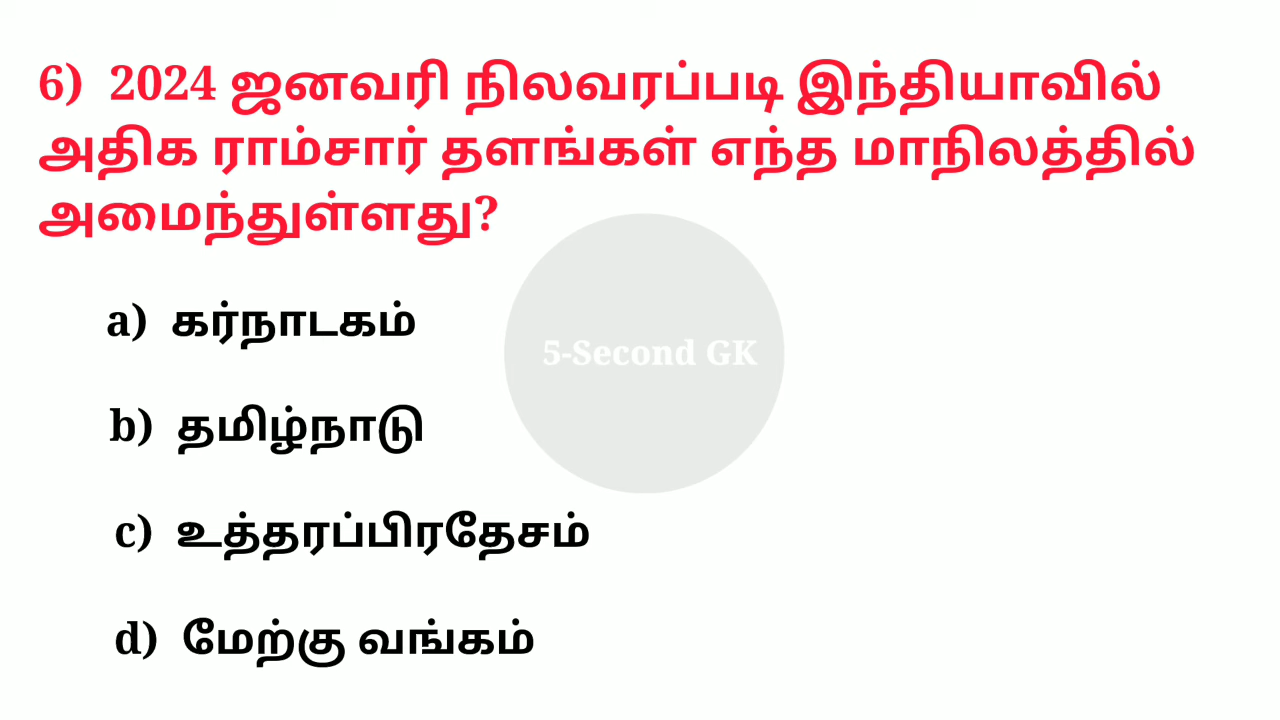 6) 2024 ஜனவரி நிலவரப்படி இந்தியாவில்
அதிக ராம்சார் தளங்கள் எந்த மாநிலத்தில்
அமைந்துள்ளது?
a) கர்நாடகம்
5-Second GK
b) தமிழ்நாடு
c) உத்தரப்பிரதேசம்
d) மேற்கு வங்கம்